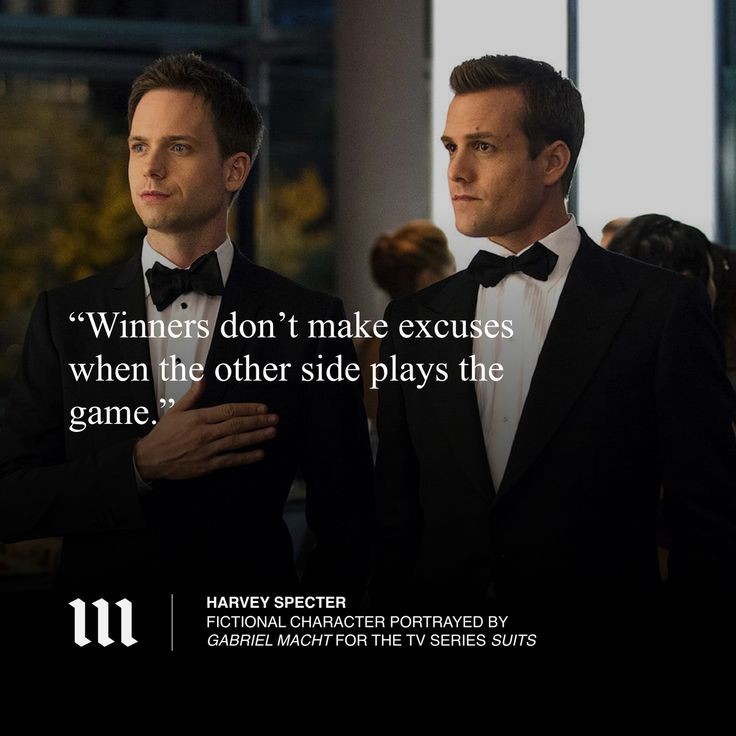 “Winners don’t make excuses
when the other side plays the
game.”
HARVEY SPECTER
FICTIONAL CHARACTER PORTRAYED BY
GABRIEL MACHT FOR THE TV SERIES SUITS